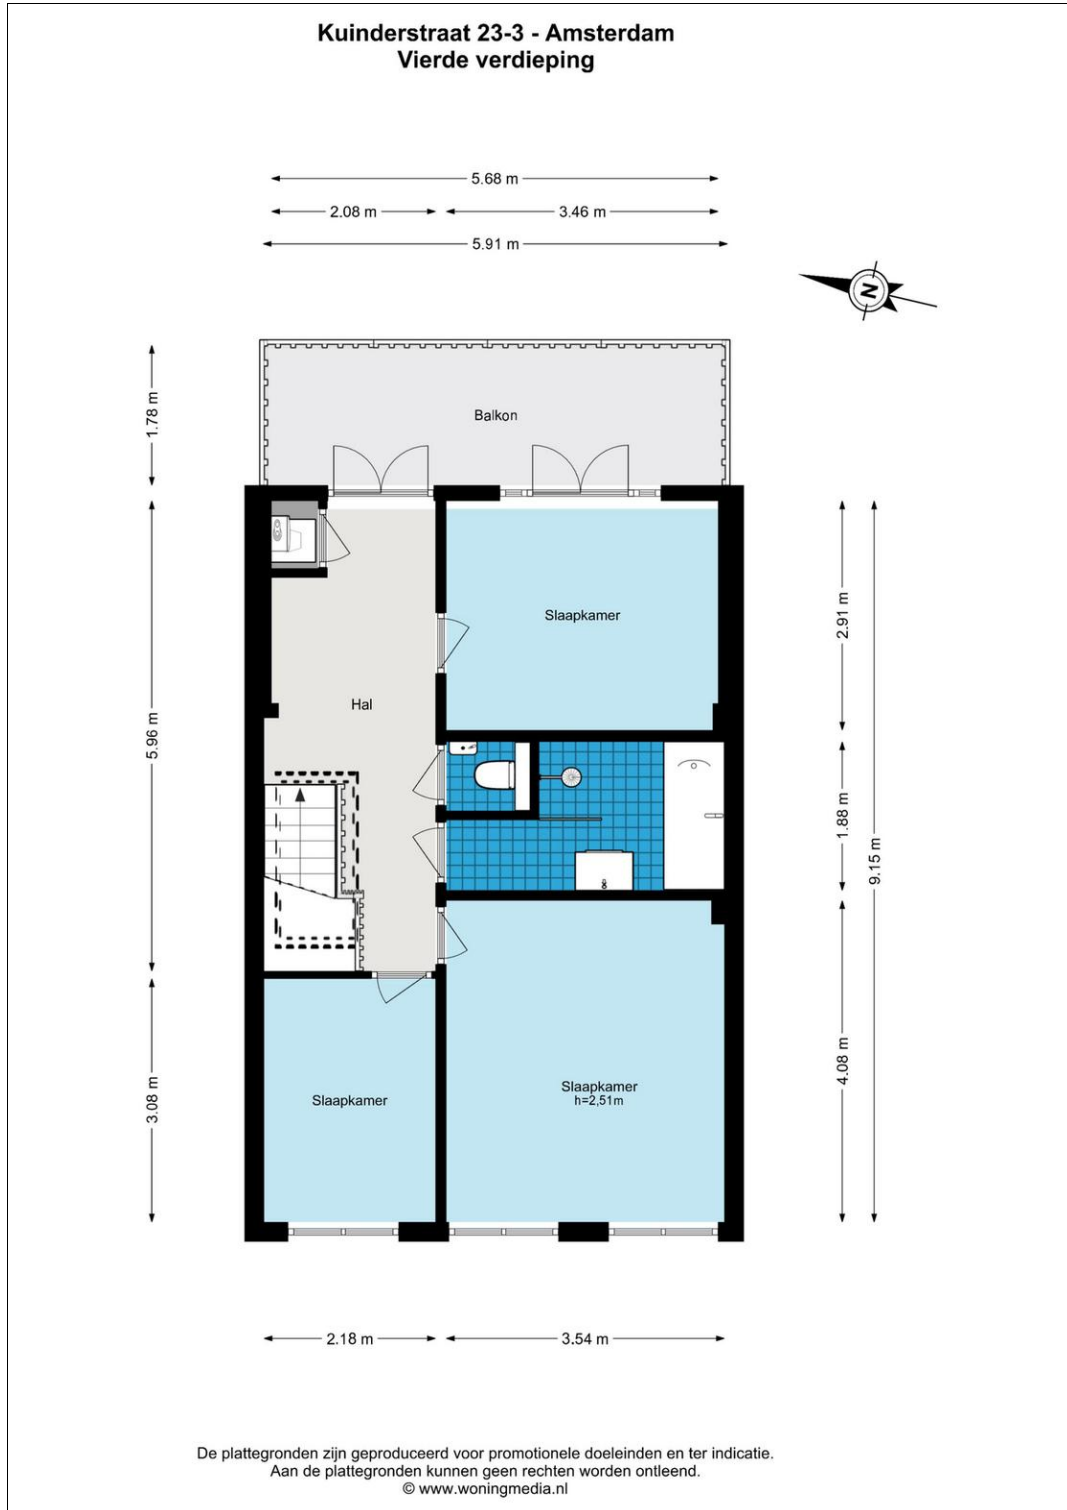 Kuinderstraat 23-3 - Amsterdam
Vierde verdieping
5.68 m
2.08 m
3.46 m
5.91 m
N
1.78 m
Balkon
5.96 m
2.91 m
Slaapkamer
Hal
1.88 m
9.15 m
4.08 m
3.08 m
Slaapkamer
Slaapkamer
h=2,51m
2.18 m
3.54 m
De plattegronden zijn geproduceerd voor promotionele doeleinden en ter indicatie.
Aan de plattegronden kunnen geen rechten worden ontleend.
© www.woningmedia.nl